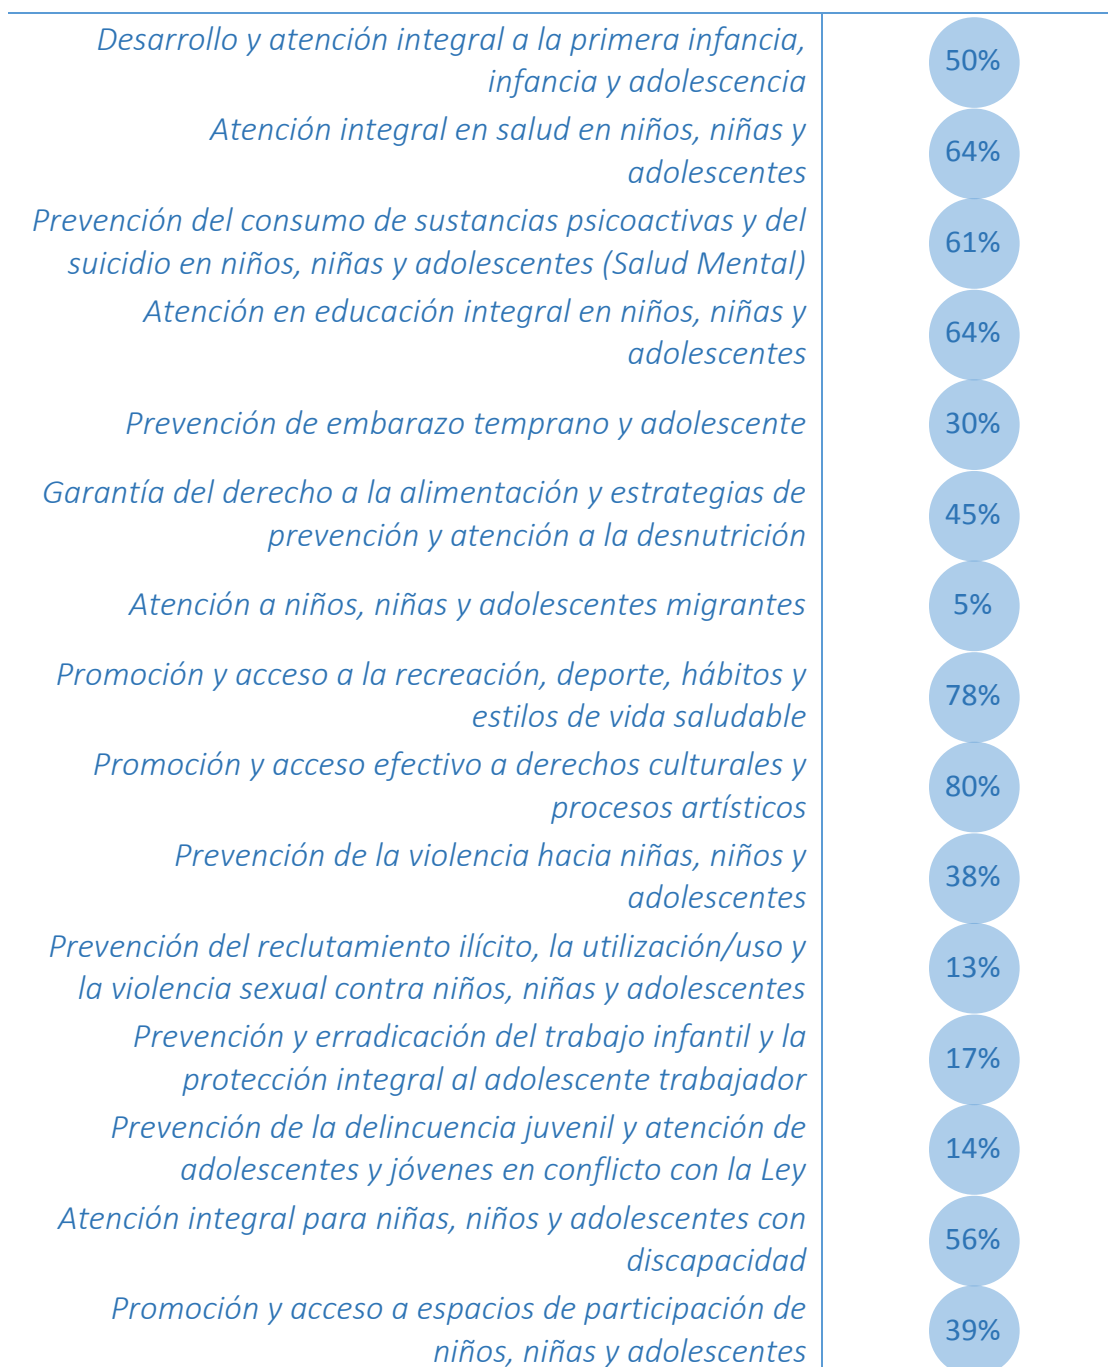 Desarrollo y atención integral a la primera infancia,
infancia y adolescencia
50%
Atención integral en salud en niños, niñas y
adolescentes
64%
Prevención del consumo de sustancias psicoactivas y del
suicidio en niños, niñas y adolescentes (Salud Mental)
61%
Atención en educación integral en niños, niñas y
adolescentes
64%
Prevención de embarazo temprano y adolescente
30%
Garantía del derecho a la alimentación y estrategias de
prevención y atención a la desnutrición
45%
Atención a niños, niñas y adolescentes migrantes
5%
Promoción y acceso a la recreación, deporte, hábitos y
estilos de vida saludable
78%
Promoción y acceso efectivo a derechos culturales y
procesos artísticos
80%
Prevención de la violencia hacia niñas, niños y
adolescentes
38%
Prevención del reclutamiento ilícito, la utilización/uso y
la violencia sexual contra niños, niñas y adolescentes
13%
Prevención y erradicación del trabajo infantil y la
protección integral al adolescente trabajador
17%
Prevención de la delincuencia juvenil y atención de
adolescentes y jóvenes en conflicto con la Ley
14%
Atención integral para niñas, niños y adolescentes con
discapacidad
56%
Promoción y acceso a espacios de participación de
niños, niñas y adolescentes
39%